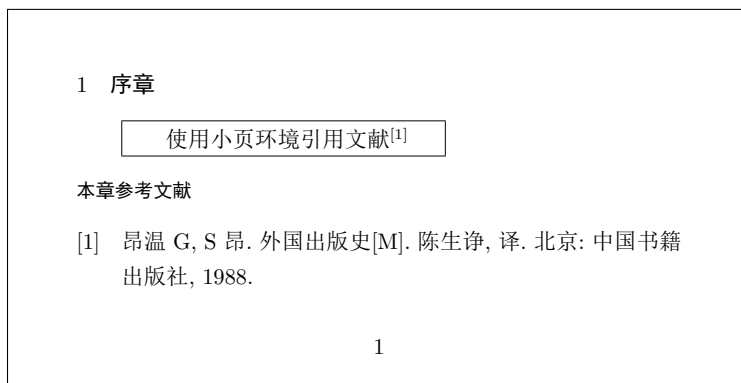 1 序章
使用小页环境引用文献[1]
本章参考文献
[1] 昂温 G, S 昂. 外国出版史[M]. 陈生诤, 译. 北京: 中国书籍
出版社, 1988.
1